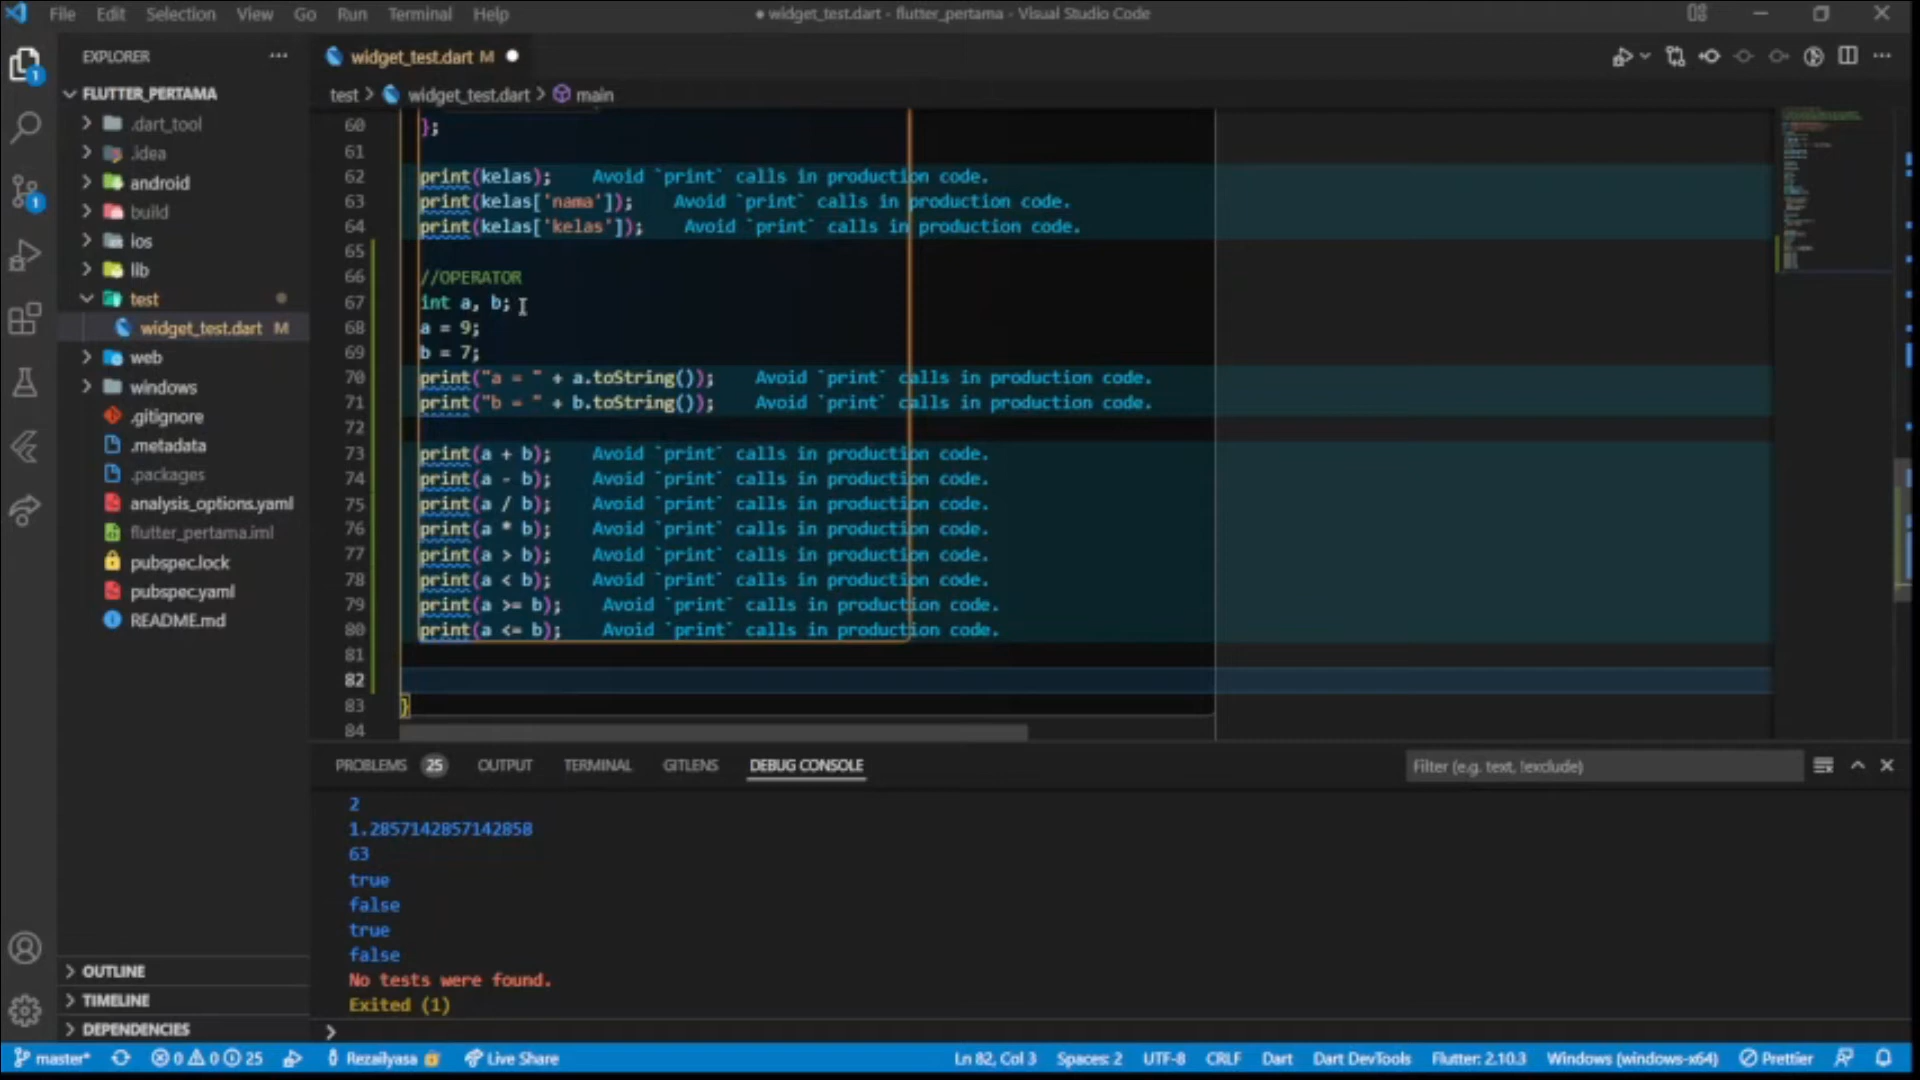 File Edit Selection View Go Run Terminal Help
● widget_test.dart - flutter_pertama - Visual Studio Code
EXPLORER
widget_test.dart M
FLUTTER_PERTAMA
test > widget_test.dart > main
.dart_tool
.idea
android
build
ios
lib
test
widget_test.dart M
web
windows
.gitignore
.metadata
.packages
analysis_options.yaml
flutter_pertama.iml
pubspec.lock
pubspec.yaml
README.md
OUTLINE
TIMELINE
DEPENDENCIES
1
1
60 };
61
62 print(kelas); Avoid `print` calls in production code.
63 print(kelas['nama']); Avoid `print` calls in production code.
64 print(kelas['kelas']); Avoid `print` calls in production code.
65
66 //OPERATOR
67 int a, b;
68 a = 9;
69 b = 7;
70 print("a = " + a.toString()); Avoid `print` calls in production code.
71 print("b = " + b.toString()); Avoid `print` calls in production code.
72
73 print(a + b); Avoid `print` calls in production code.
74 print(a - b); Avoid `print` calls in production code.
75 print(a / b); Avoid `print` calls in production code.
76 print(a * b); Avoid `print` calls in production code.
77 print(a > b); Avoid `print` calls in production code.
78 print(a < b); Avoid `print` calls in production code.
79 print(a >= b); Avoid `print` calls in production code.
80 print(a <= b); Avoid `print` calls in production code.
81
82
83 }
84
PROBLEMS 25 OUTPUT TERMINAL GITLENS DEBUG CONSOLE Filter (e.g. text, !exclude)
2
1.2857142857142858
63
true
false
true
false
No tests were found.
Exited (1)
>
master* 0 0 25 Rezailyasa Live Share Ln 82, Col 3 Spaces: 2 UTF-8 CRLF Dart Dart DevTools Flutter: 2.10.3 Windows (windows-x64) Prettier